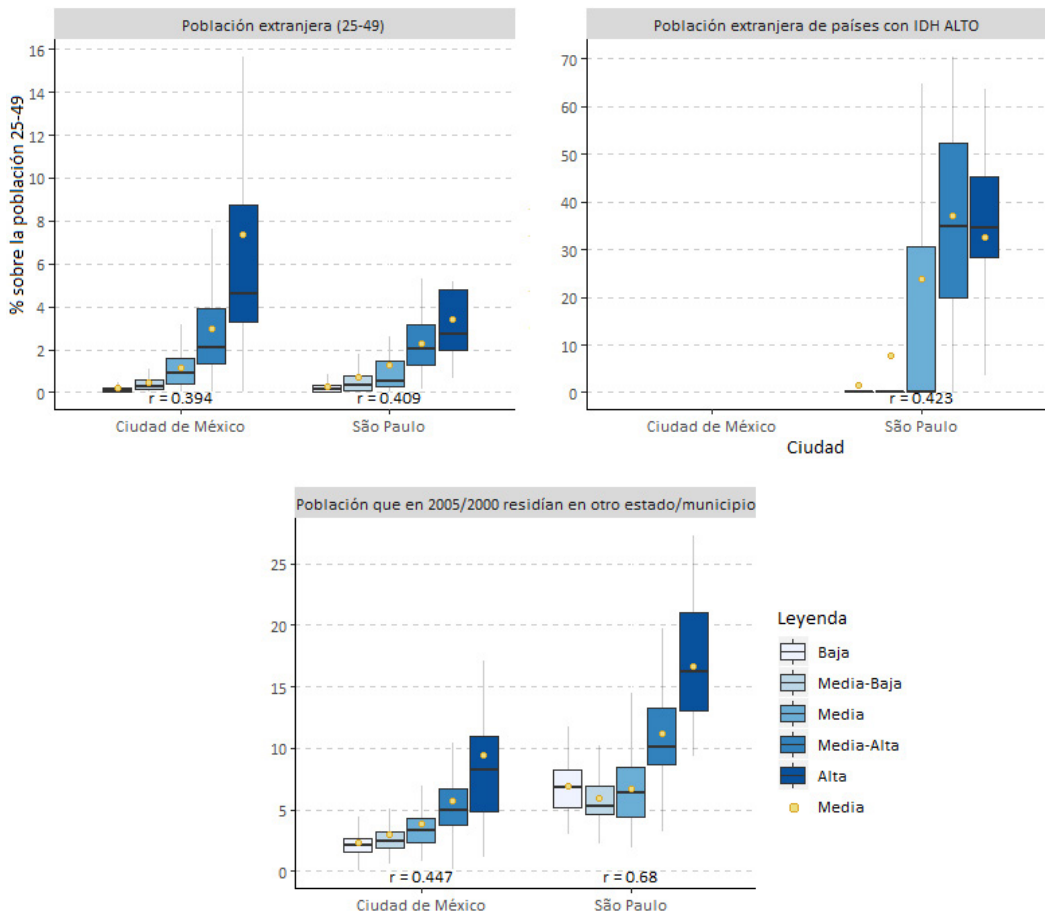 Población extranjera (25-49)
Población extranjera de países con IDH ALTO
% sobre la población 25-49
16
14
12
10
8
6
4
2
0
r = 0.394
r = 0.409
Ciudad de México
São Paulo
70
60
50
40
30
20
10
0
r = 0.423
Ciudad de México
São Paulo
Ciudad
Población que en 2005/2000 residían en otro estado/municipio
25
20
15
10
5
0
r = 0.447
r = 0.68
Ciudad de México
São Paulo
Leyenda
Baja
Media-Baja
Media
Media-Alta
Alta
Media